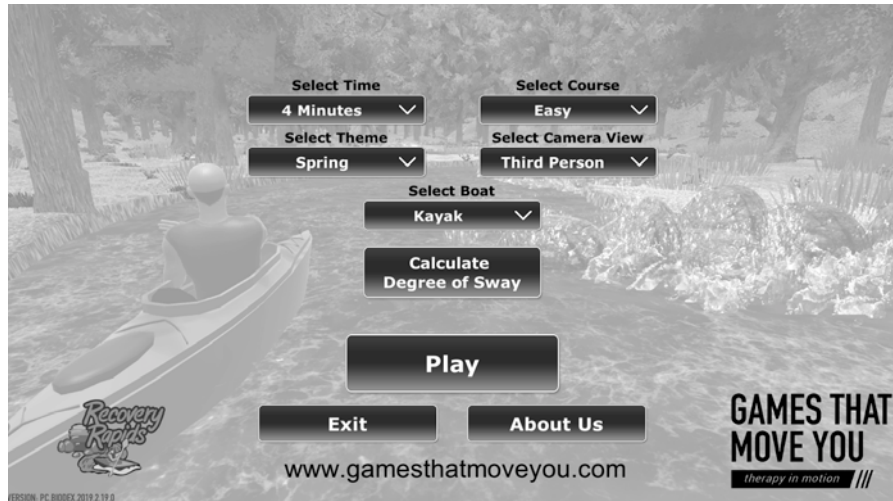 Select Time
Select Course
4 Minutes
Easy
Select Theme
Select Camera View
Spring
Third Person
Select Boat
Kayak
Calculate
Degree of Sway
Play
Exit
About Us
www.gamesthatmoveyou.com
Recovery
Rapids
GAMES THAT
MOVE YOU
therapy in motion
VERSION- PC BIODEX 2019.2.19.0